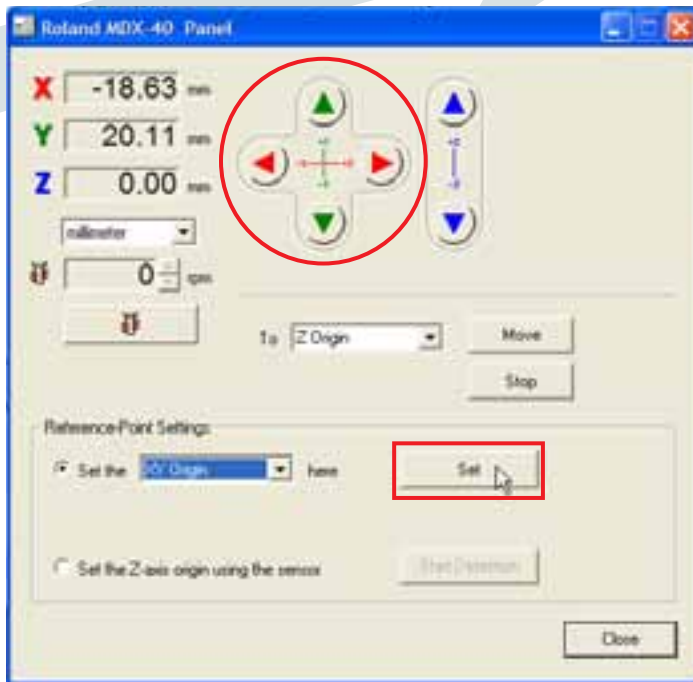 Roland MDX-40 Panel
X -18.63 mm
Y 20.11 mm
Z 0.00 mm
millimeter
0 rpm
To Z Origin Move
Stop
Reference-Point Settings
Set the XY Origin here Set
Set the Z-axis origin using the sensor Start Detection
Close